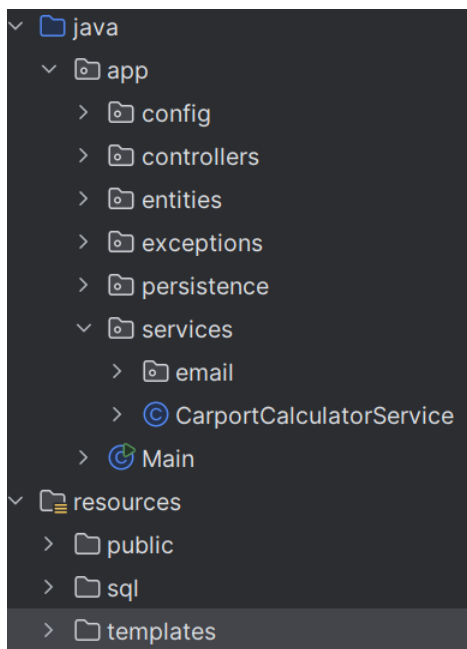 java
app
config
controllers
entities
exceptions
persistence
services
email
CarportCalculatorService
Main
resources
public
sql
templates